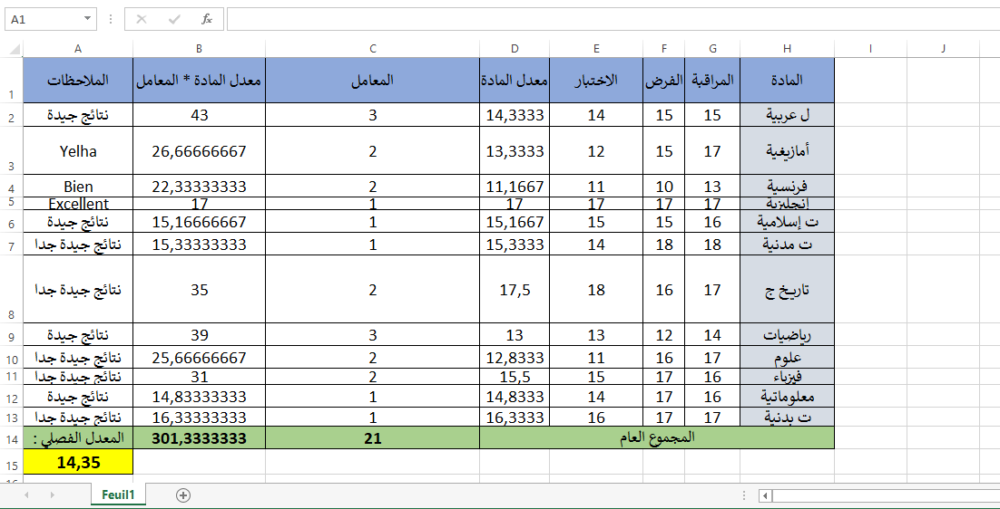 A1
fx
A B C D E F G H I J
1 المادة المراقبة الفرض الاختبار معدل المادة المعامل معدل المادة * المعامل الملاحظات
2 ل عربية 15 15 14 14,3333 3 43 نتائج جيدة
3 أمازيغية 17 15 12 13,3333 2 26,66666667 Yelha
4 فرنسية 13 10 11 11,1667 2 22,33333333 Bien
5 إنجليزية 17 17 17 17 1 17 Excellent
6 ت إسلامية 16 15 15 15,1667 1 15,16666667 نتائج جيدة
7 ت مدنية 18 18 14 15,3333 1 15,33333333 نتائج جيدة جدا
8 تاريخ ج 17 16 18 17,5 2 35 نتائج جيدة جدا
9 رياضيات 14 12 13 13 3 39 نتائج جيدة
10 علوم 17 16 11 12,8333 2 25,66666667 نتائج جيدة جدا
11 فيزياء 16 17 15 15,5 2 31 نتائج جيدة جدا
12 معلوماتية 16 17 14 14,8333 1 14,83333333 نتائج جيدة
13 ت بدنية 17 17 16 16,3333 1 16,33333333 نتائج جيدة جدا
14 المجموع العام 21 301,3333333 المعدل الفصلي :
15 14,35
Feuil1